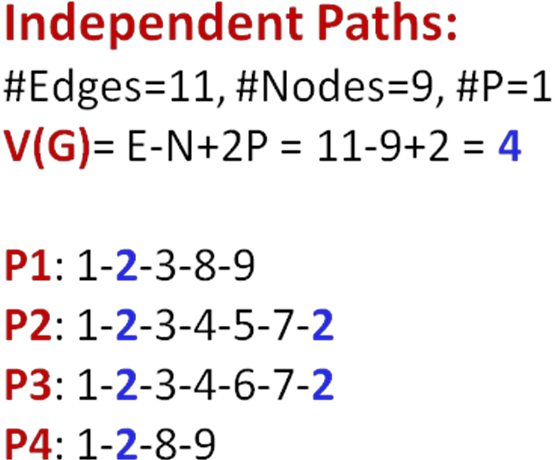 Independent Paths:
#Edges=11, #Nodes=9, #P=1
V(G)= E-N+2P = 11-9+2 = 4
P1: 1-2-3-8-9
P2: 1-2-3-4-5-7-2
P3: 1-2-3-4-6-7-2
P4: 1-2-8-9